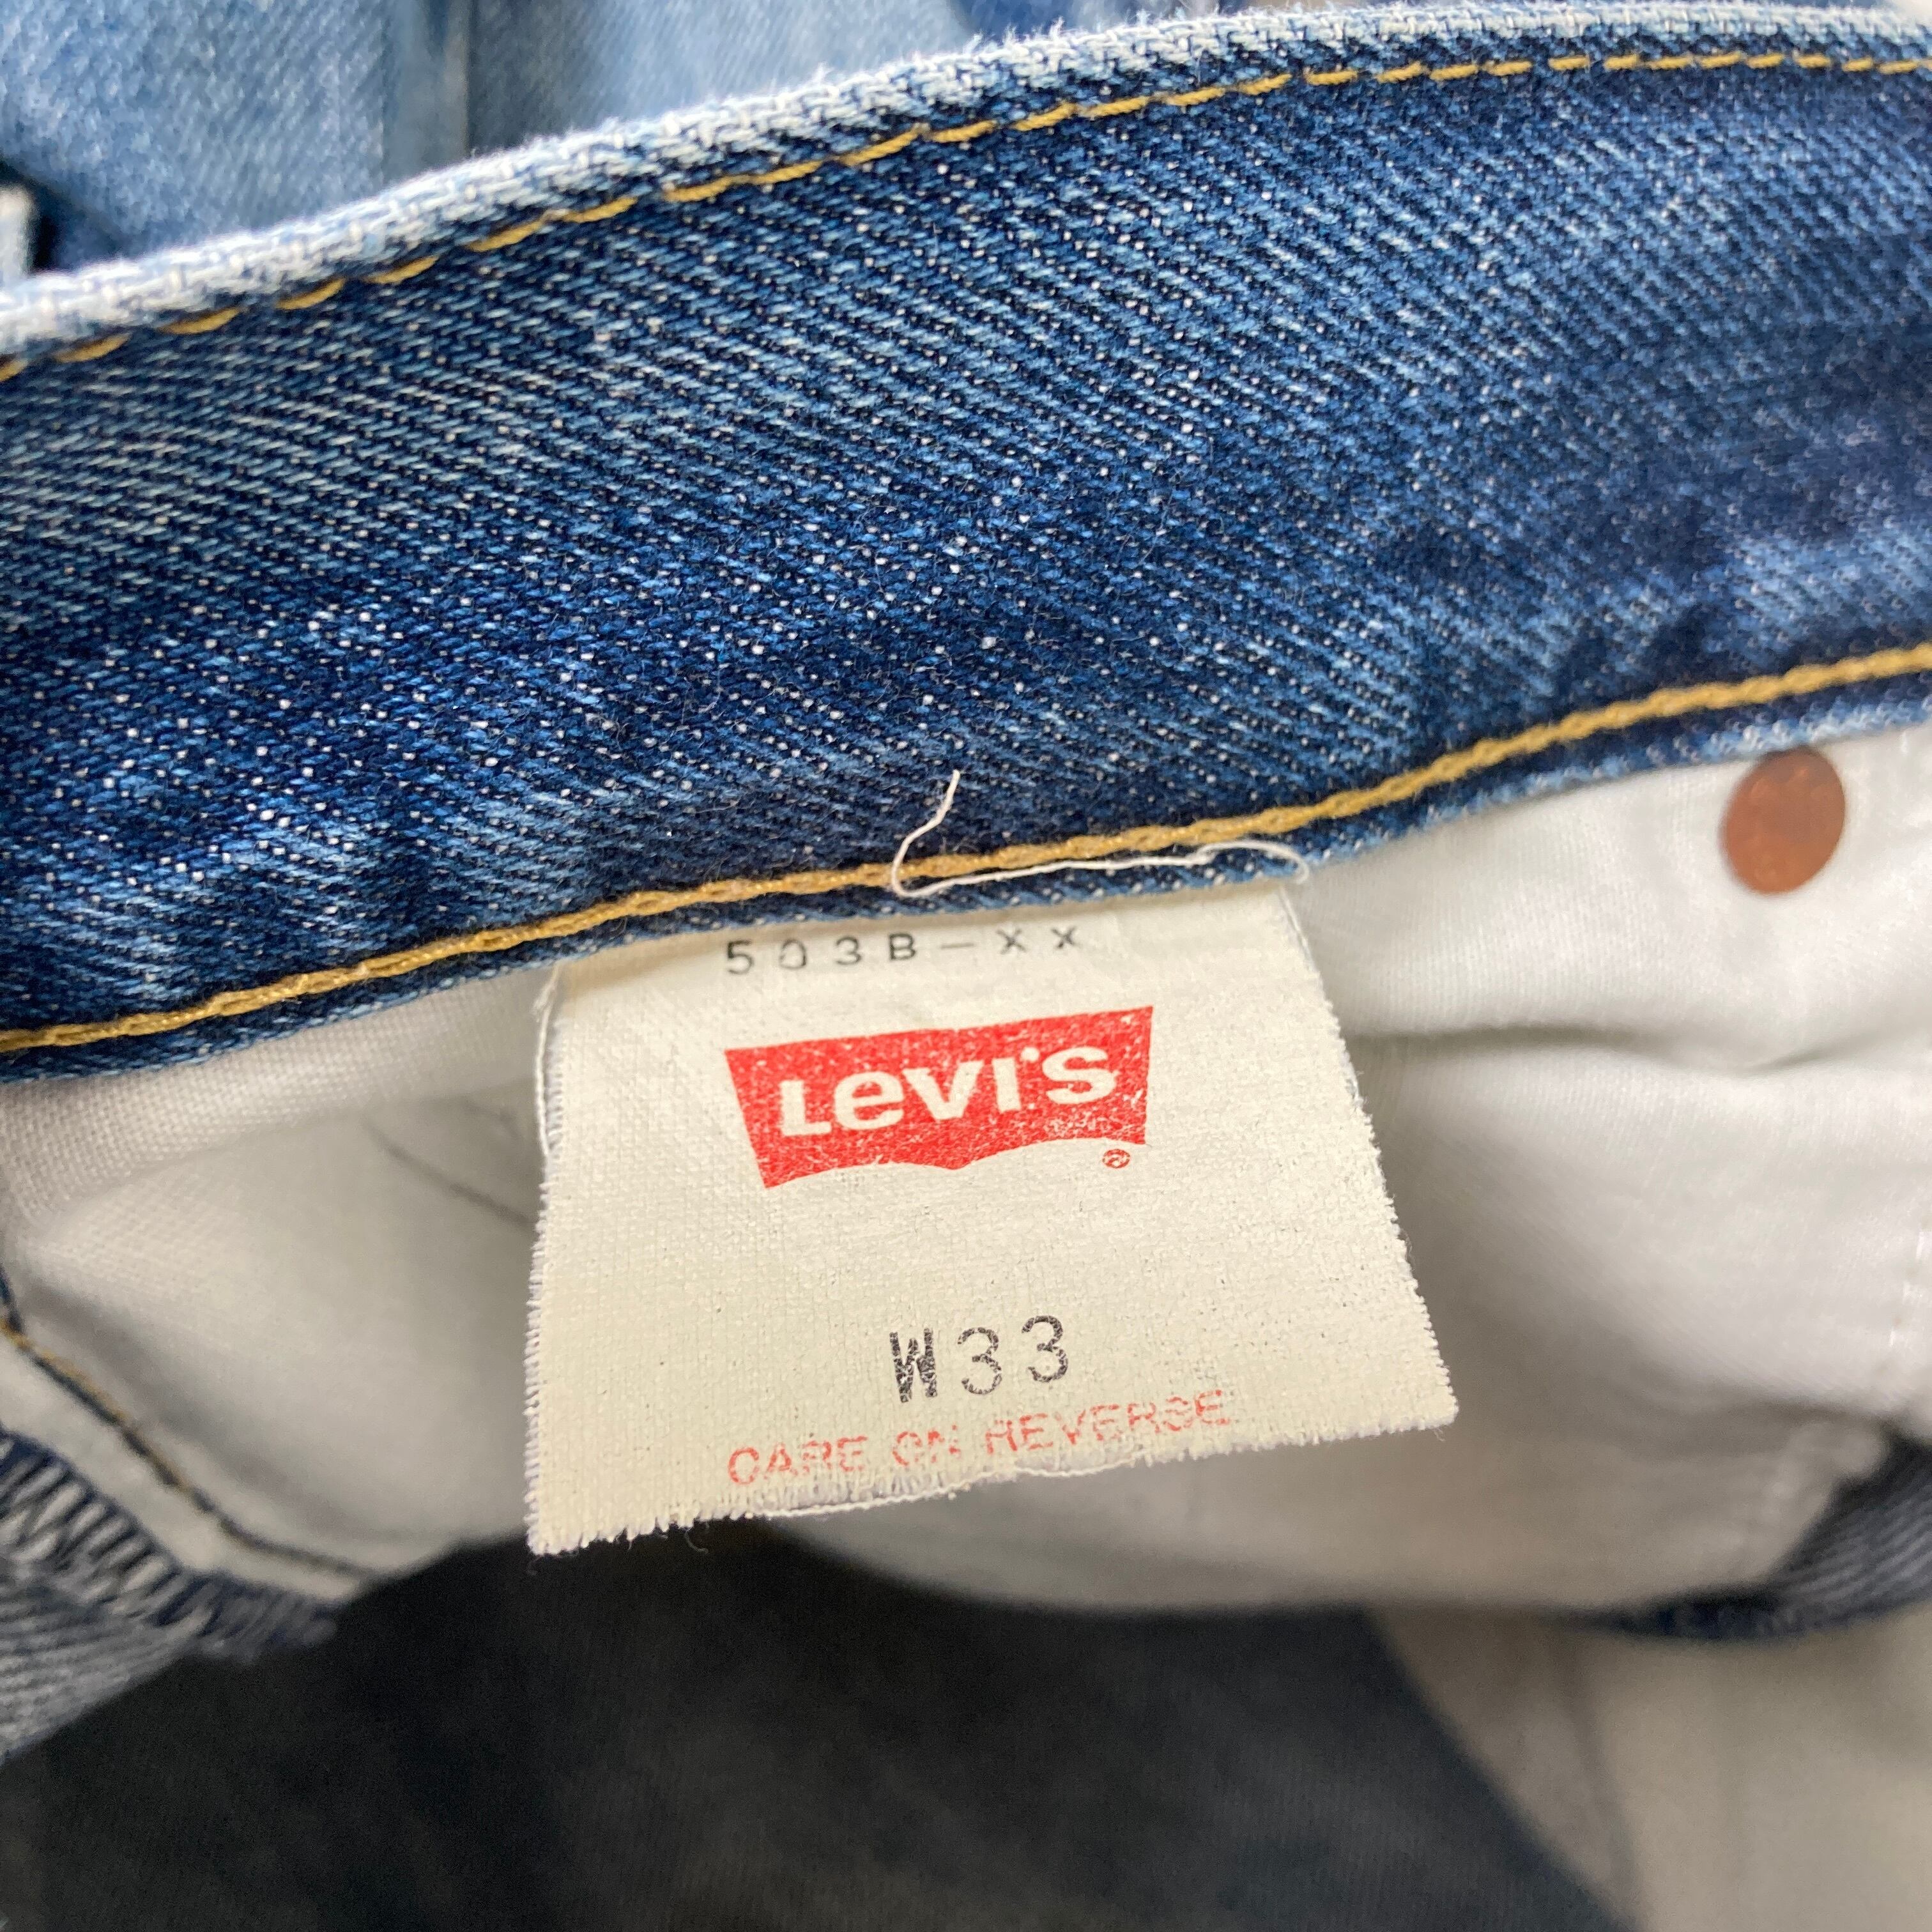 503B-XX
Levi's
®
W33
CARE ON REVERSE